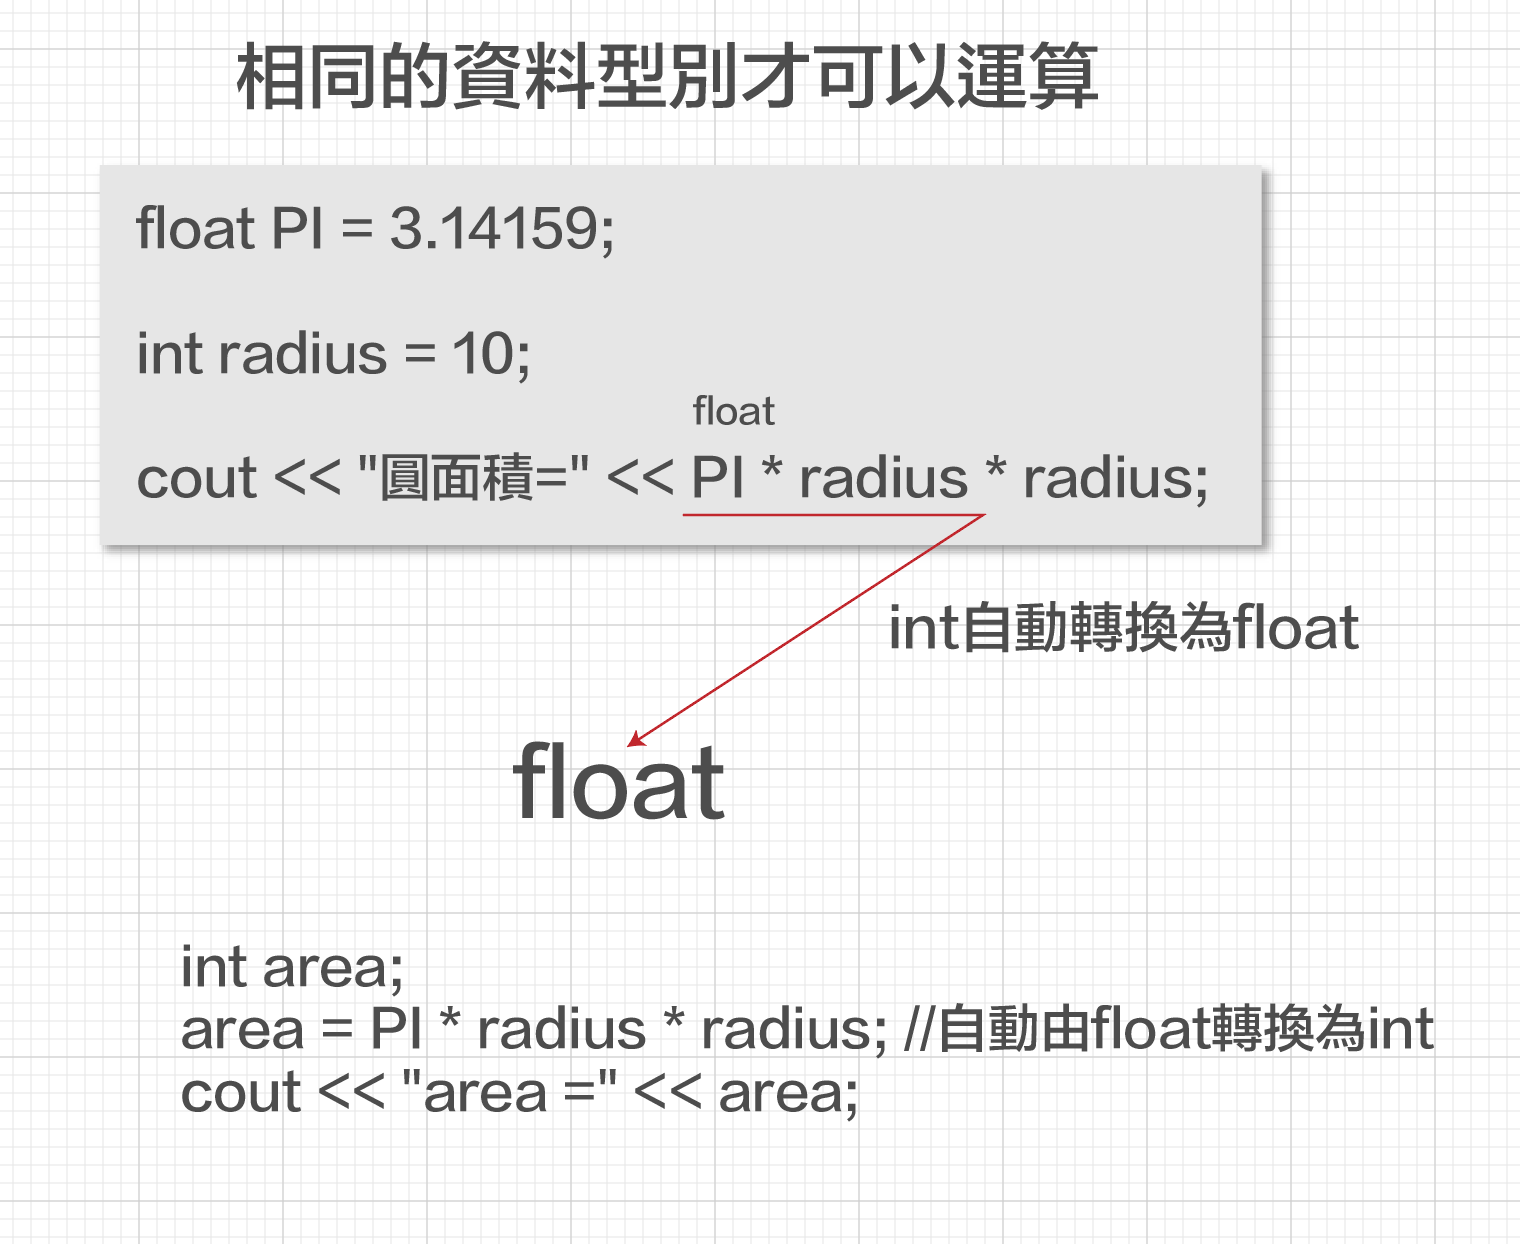 相同的資料型別才可以運算
float PI = 3.14159;
int radius = 10;
float
cout << "圓面積=" << PI * radius * radius;
int自動轉換為float
float
int area;
area = PI * radius * radius; //自動由float轉換為int
cout << "area =" << area;